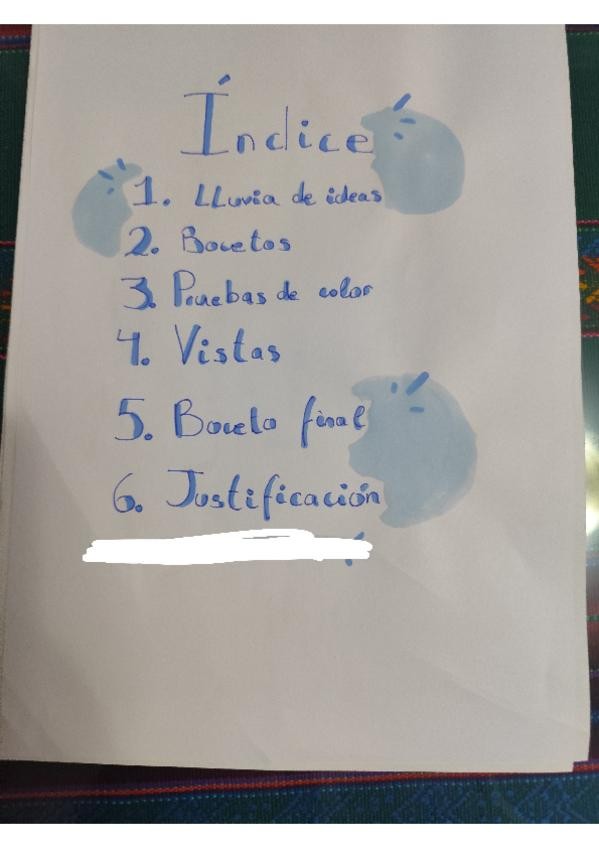 Índice
1. LLuvia de ideas
2. Bocetos
3. Pruebas de color
4. Vistas
5. Boceto final
6. Justificación